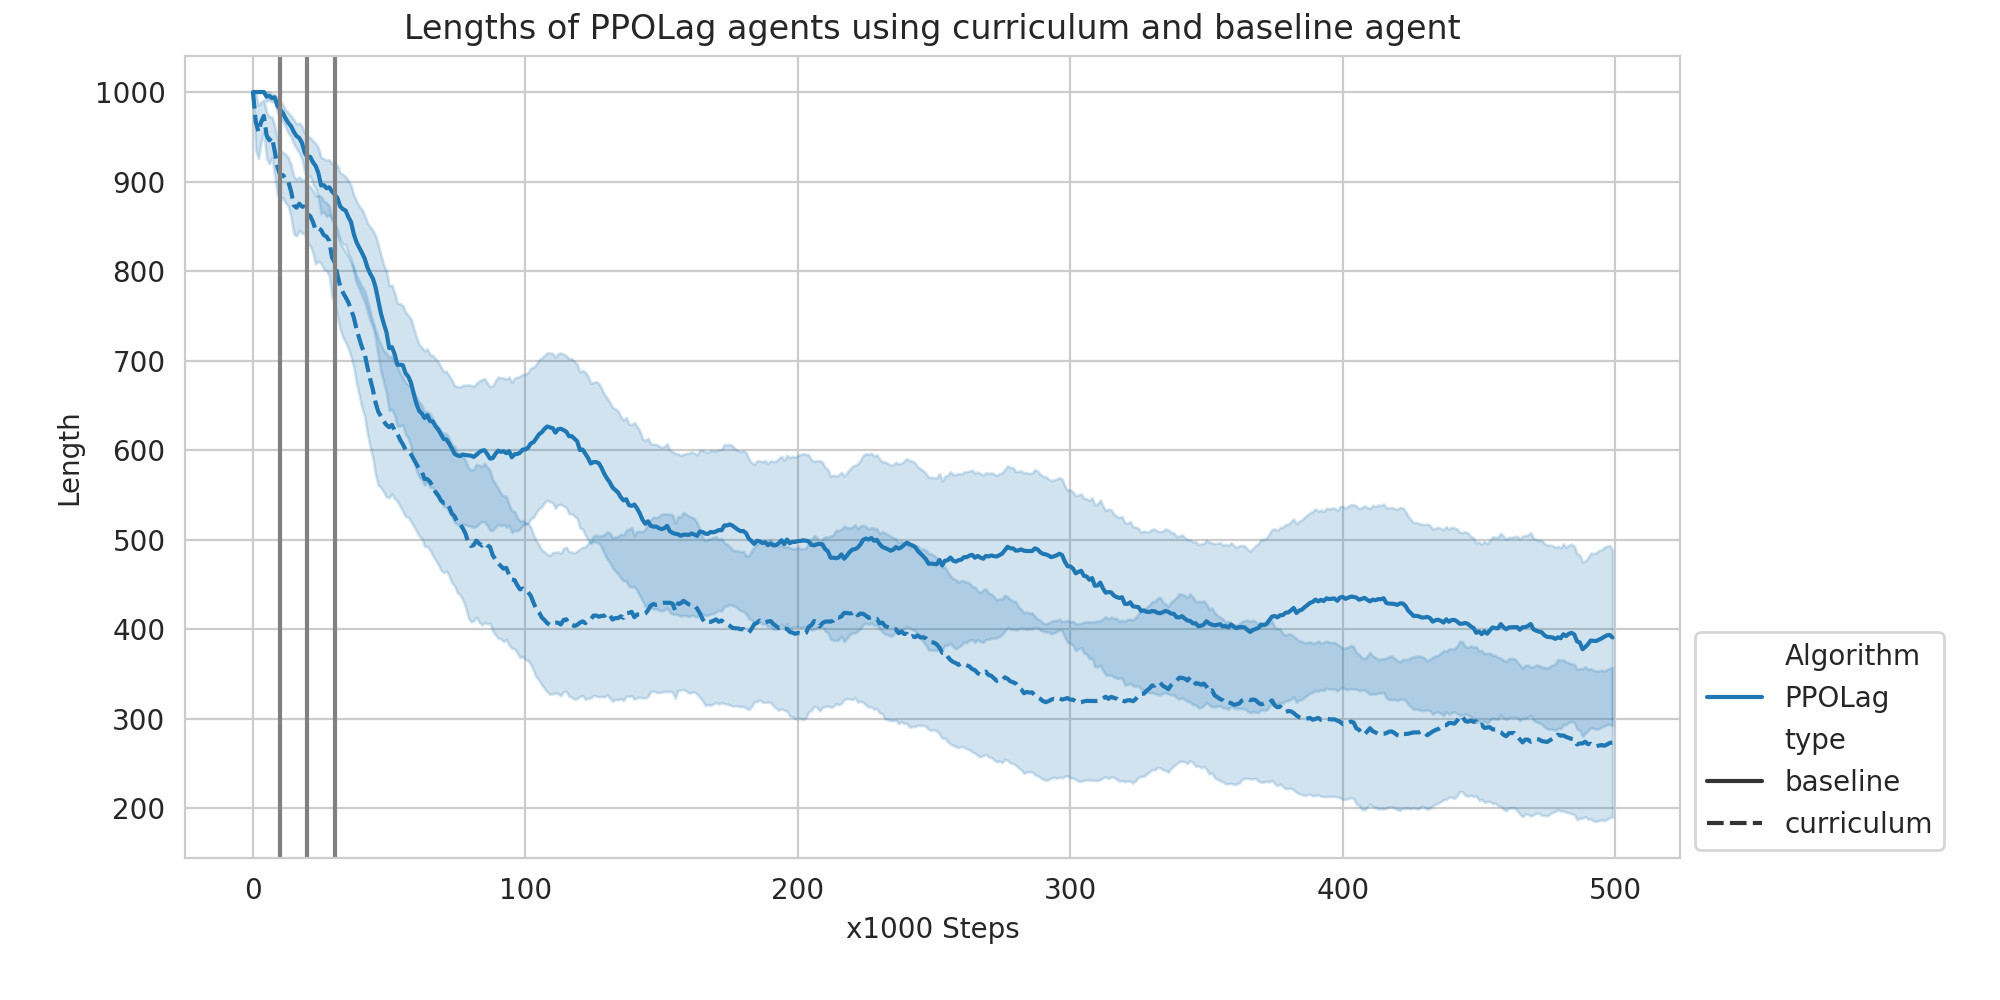 Lengths of PPOLag agents using curriculum and baseline agent
1000
900
800
700
600
500
400
300
200
Length
0 100 200 300 400 500
x1000 Steps
Algorithm
PPOLag
type
baseline
curriculum